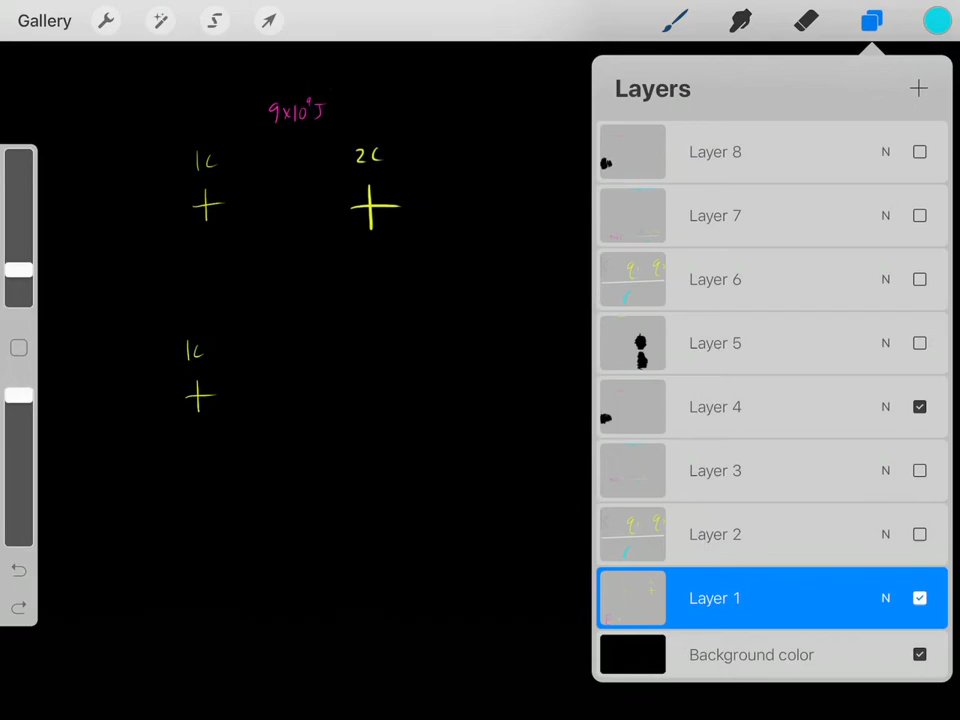 Gallery
Layers
9x10⁹J
1C 2C
+ +
1C
+
Layer 8 N
Layer 7 N
Layer 6 N
Layer 5 N
Layer 4 N
Layer 3 N
Layer 2 N
Layer 1 N
Background color